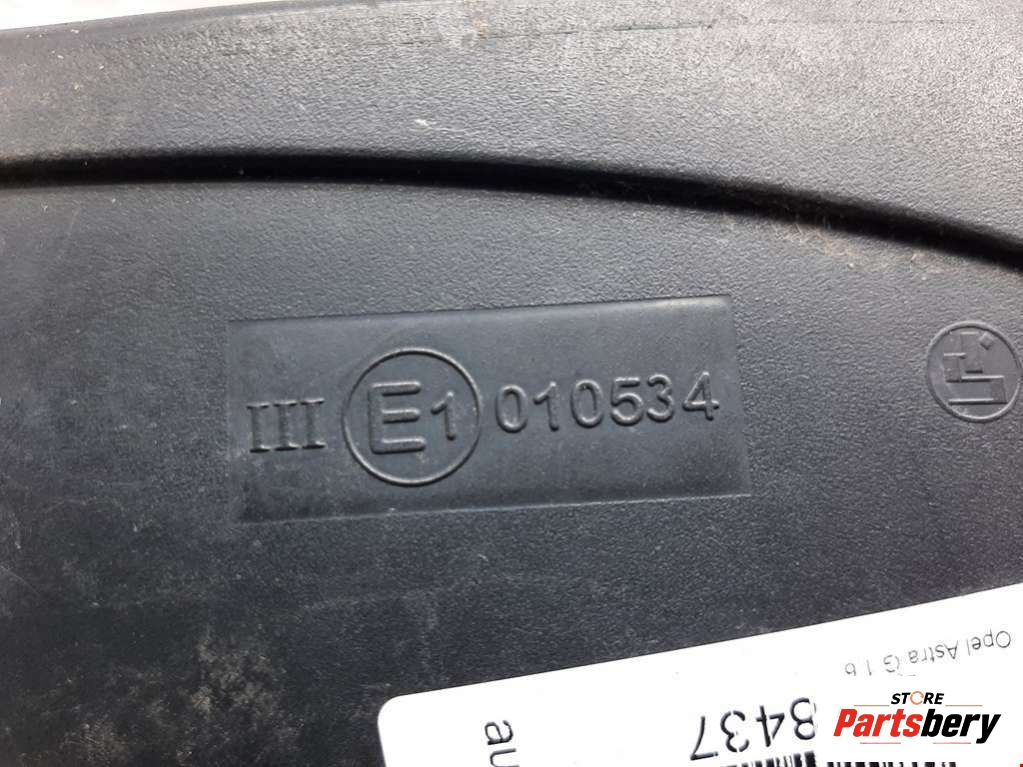 III E1 010534
Opel Astra G 1 6
8437
au
STORE
Partsbery